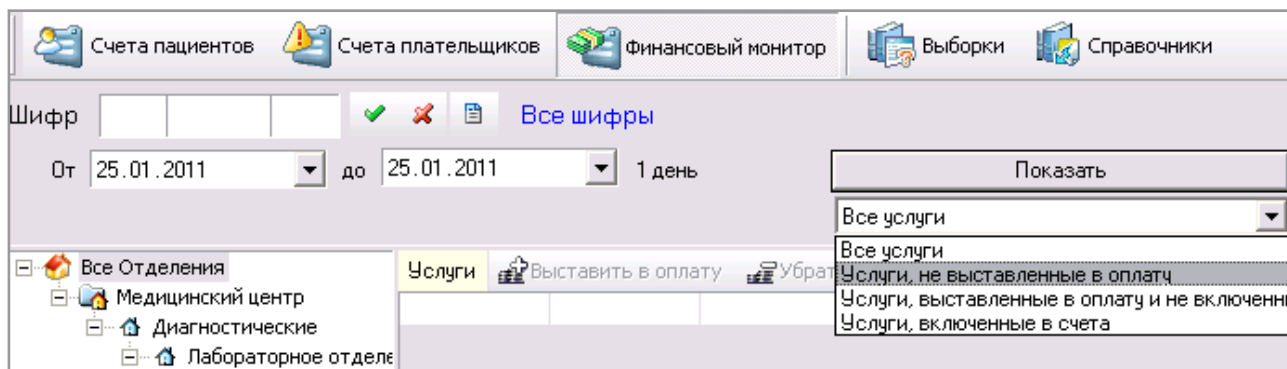 Счета пациентов Счета плательщиков Финансовый монитор Выборки Справочники
Шифр Все шифры
От 25.01.2011 до 25.01.2011 1 день Показать
Все услуги
Все Отделения Услуги Выставить в оплату Все услуги
Услуги, не выставленные в оплату
Медицинский центр Услуги, выставленные в оплату и не
Диагностические Услуги, включенные в счета
Лабораторное